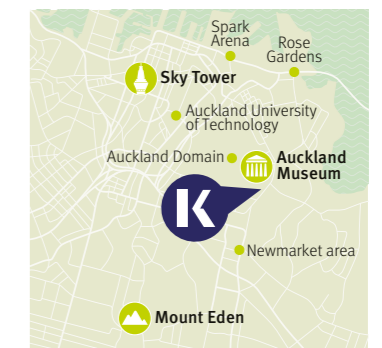 Spark
Arena
Rose
Gardens
Sky Tower
Auckland University
of Technology
Auckland Domain
Auckland
Museum
K
Newmarket area
Mount Eden